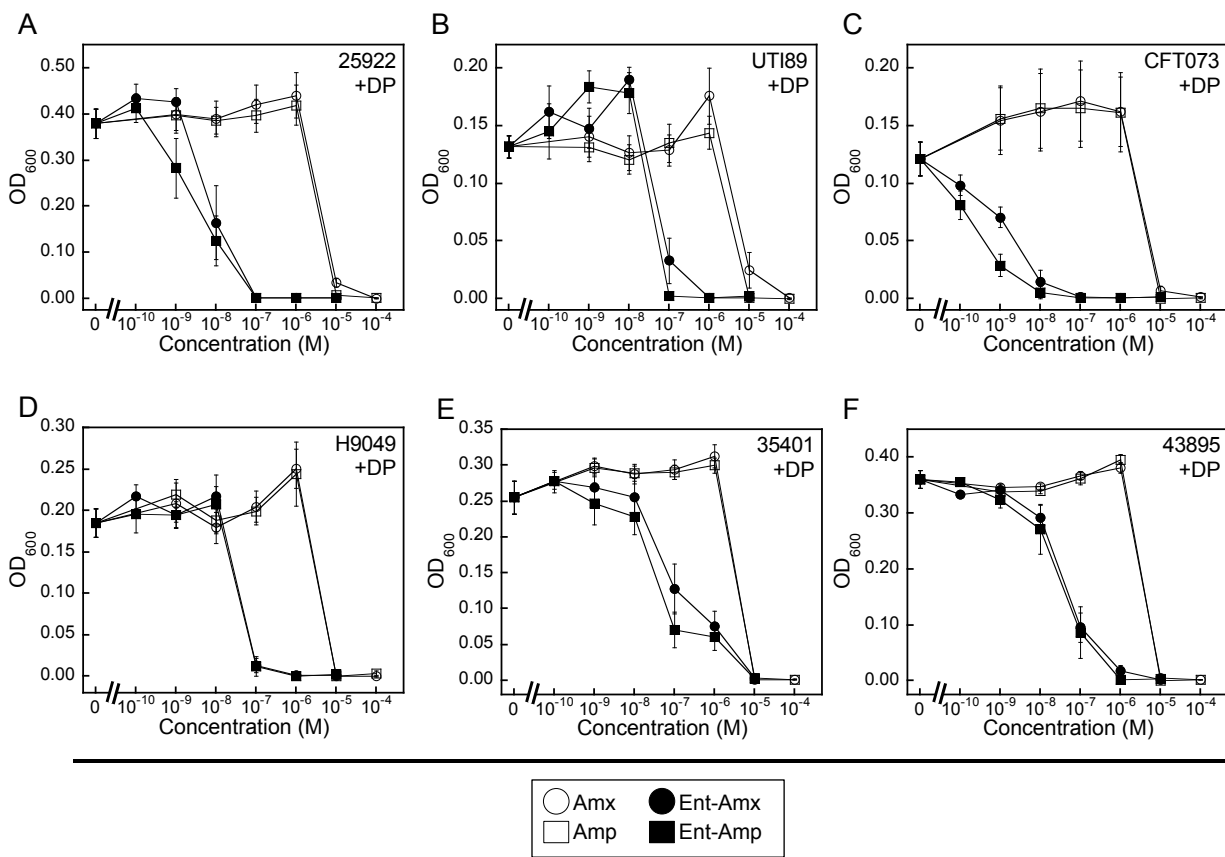 A
25922
+DP
OD600
0.50
0.40
0.30
0.20
0.10
0.00
0 10-10 10-9 10-8 10-7 10-6 10-5 10-4
Concentration (M)
B
UTI89
+DP
OD600
0.20
0.15
0.10
0.05
0.00
0 10-10 10-9 10-8 10-7 10-6 10-5 10-4
Concentration (M)
C
CFT073
+DP
OD600
0.20
0.15
0.10
0.05
0.00
0 10-10 10-9 10-8 10-7 10-6 10-5 10-4
Concentration (M)
D
H9049
+DP
OD600
0.30
0.25
0.20
0.15
0.10
0.05
0.00
0 10-10 10-9 10-8 10-7 10-6 10-5 10-4
Concentration (M)
E
35401
+DP
OD600
0.35
0.30
0.25
0.20
0.15
0.10
0.05
0.00
0 10-10 10-9 10-8 10-7 10-6 10-5 10-4
Concentration (M)
F
43895
+DP
OD600
0.40
0.30
0.20
0.10
0.00
0 10-10 10-9 10-8 10-7 10-6 10-5 10-4
Concentration (M)
Amx Ent-Amx
Amp Ent-Amp